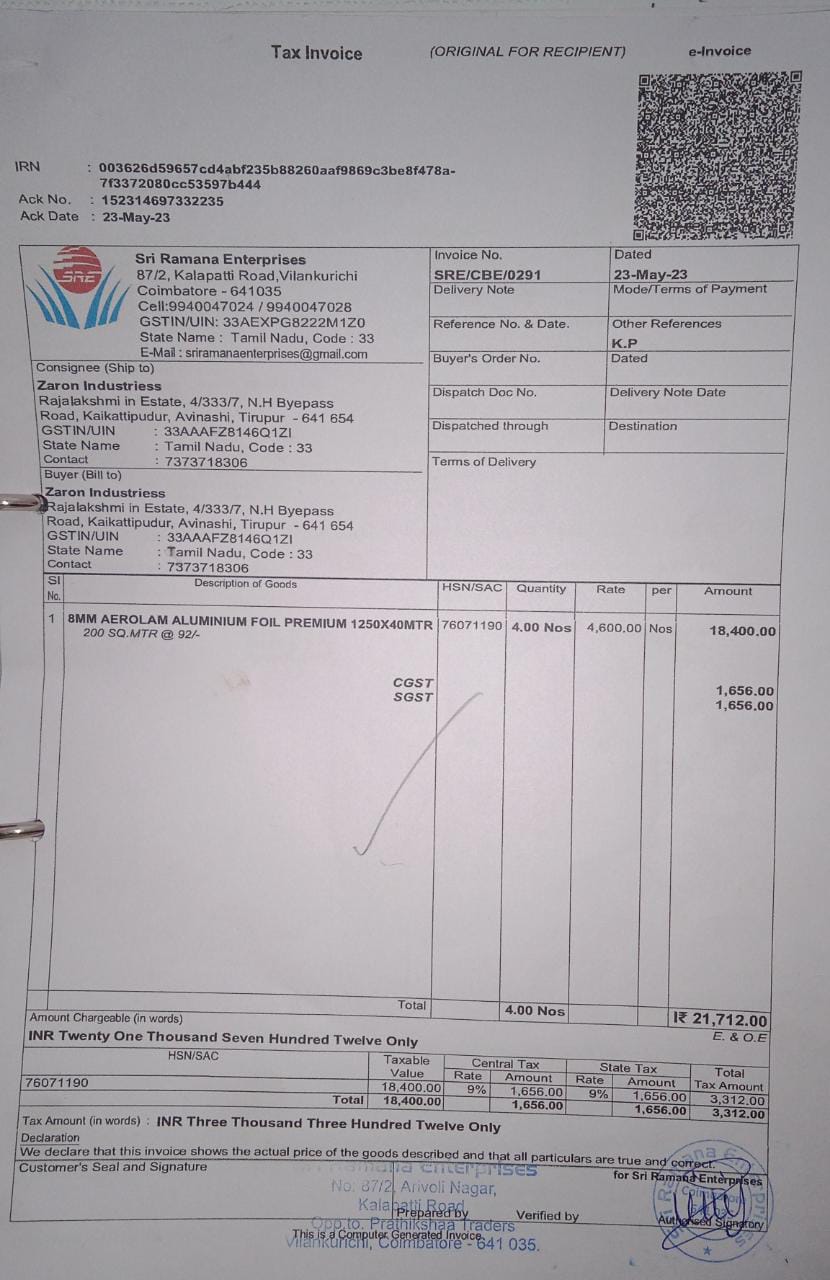 Tax Invoice (ORIGINAL FOR RECIPIENT) e-Invoice
IRN : 003626d59657cd4abf235b88260aaf9869c3be8f478a-
7f3372080cc53597b444
Ack No. : 152314697332235
Ack Date : 23-May-23
SRE
Sri Ramana Enterprises
87/2, Kalapatti Road,Vilankurichi
Coimbatore - 641035
Cell:9940047024 / 9940047028
GSTIN/UIN: 33AEXPG8222M1Z0
State Name : Tamil Nadu, Code : 33
E-Mail : sriramanaenterprises@gmail.com
Invoice No. Dated
SRE/CBE/0291 23-May-23
Delivery Note Mode/Terms of Payment
Reference No. & Date. Other References
K.P
Buyer's Order No. Dated
Dispatch Doc No. Delivery Note Date
Dispatched through Destination
Terms of Delivery
Consignee (Ship to)
Zaron Industriess
Rajalakshmi in Estate, 4/333/7, N.H Byepass
Road, Kaikattipudur, Avinashi, Tirupur - 641 654
GSTIN/UIN : 33AAAFZ8146Q1ZI
State Name : Tamil Nadu, Code : 33
Contact : 7373718306
Buyer (Bill to)
Zaron Industriess
Rajalakshmi in Estate, 4/333/7, N.H Byepass
Road, Kaikattipudur, Avinashi, Tirupur - 641 654
GSTIN/UIN : 33AAAFZ8146Q1ZI
State Name : Tamil Nadu, Code : 33
Contact : 7373718306
Sl No. Description of Goods HSN/SAC Quantity Rate per Amount
1 8MM AEROLAM ALUMINIUM FOIL PREMIUM 1250X40MTR 76071190 4.00 Nos 4,600.00 Nos 18,400.00
200 SQ.MTR @ 92/-
CGST 1,656.00
SGST 1,656.00
Total 4.00 Nos I₹ 21,712.00
Amount Chargeable (in words) E. & O.E
INR Twenty One Thousand Seven Hundred Twelve Only
HSN/SAC Taxable Value Central Tax State Tax Total Tax Amount
Rate Amount Rate Amount
76071190 18,400.00 9% 1,656.00 9% 1,656.00 3,312.00
Total 18,400.00 1,656.00 1,656.00 3,312.00
Tax Amount (in words) : INR Three Thousand Three Hundred Twelve Only
Declaration
We declare that this invoice shows the actual price of the goods described and that all particulars are true and correct.
Customer's Seal and Signature
for Sri Ramana Enterprises
Ramana Enterprises
No: 87/2, Arivoli Nagar,
Kalapatti Road
Opp.to. Prathikshaa Traders
Vilankurichi, Coimbatore - 641 035.
Prepared by Verified by Authorised Signatory
This is a Computer Generated Invoice